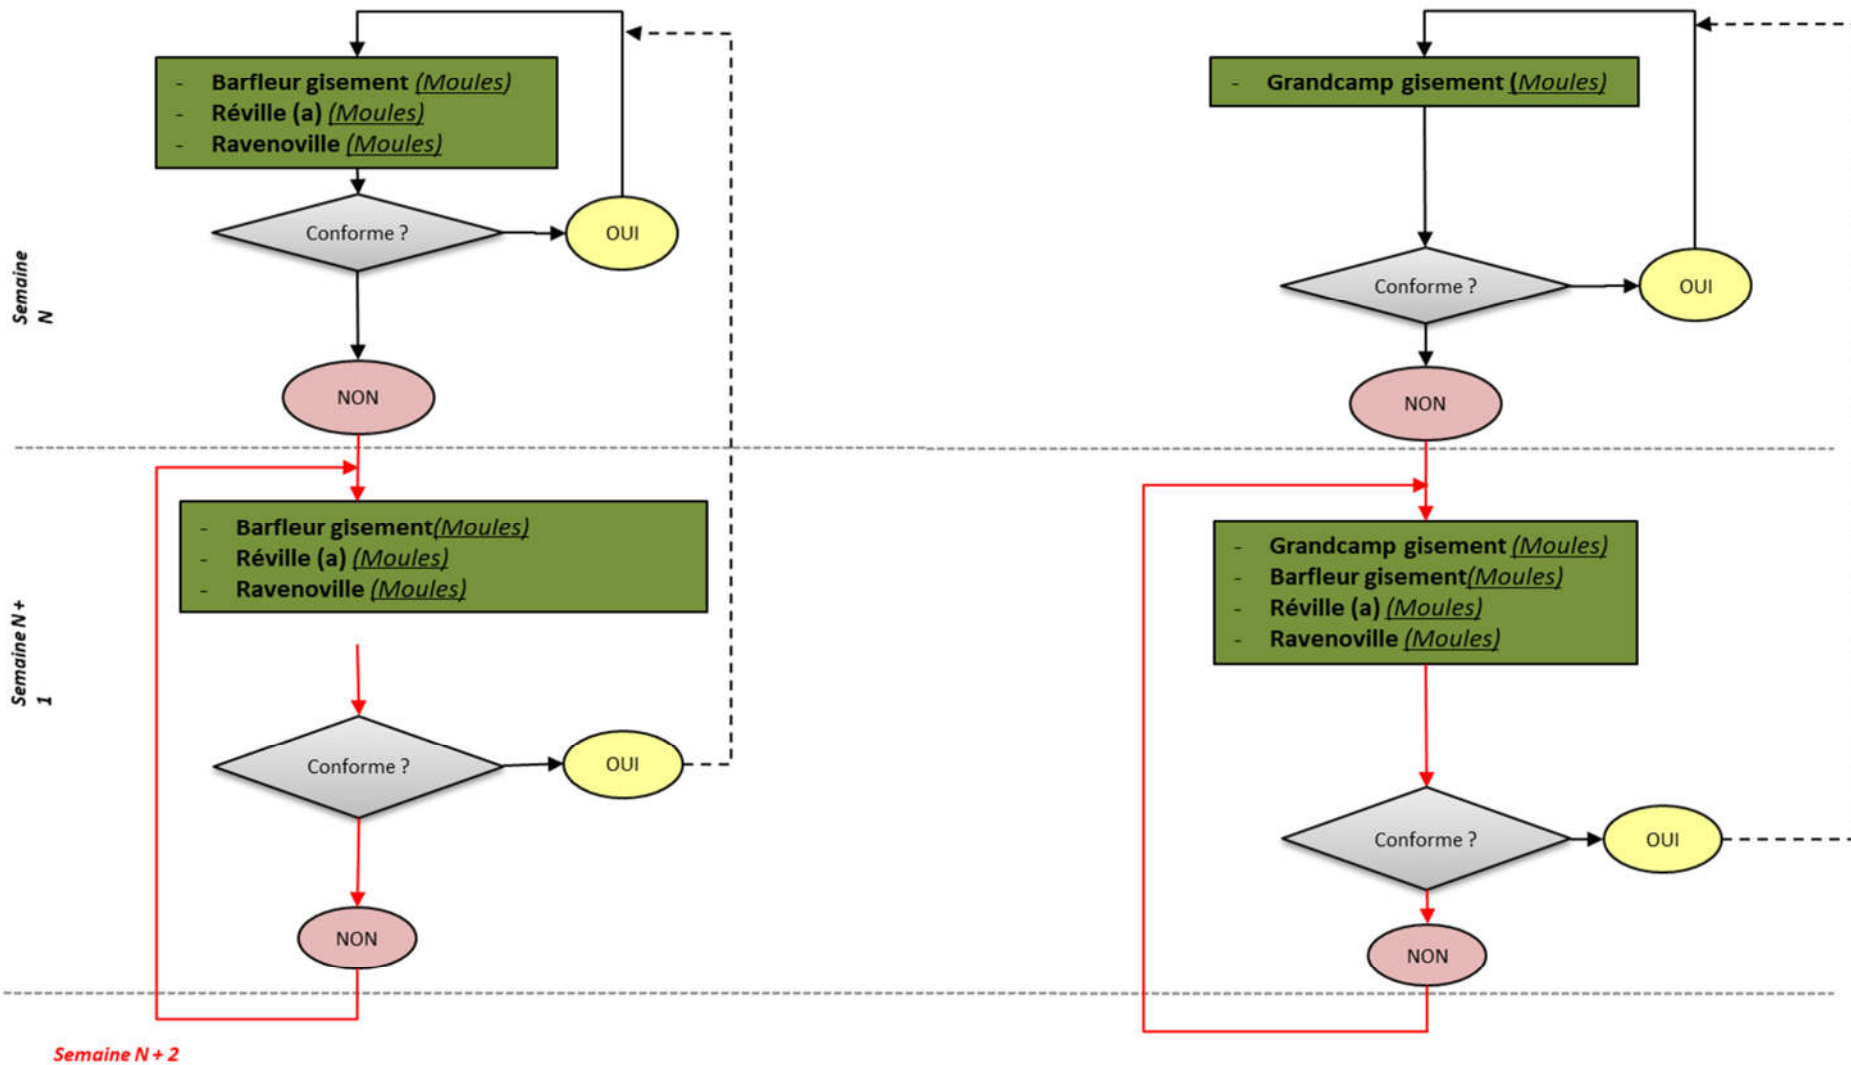 - Barfleur gisement (Moules)
- Réville (a) (Moules)
- Ravenoville (Moules)
Conforme ?
OUI
NON
- Grandcamp gisement (Moules)
Conforme ?
OUI
NON
Semaine
N
- Barfleur gisement(Moules)
- Réville (a) (Moules)
- Ravenoville (Moules)
Conforme ?
OUI
NON
- Grandcamp gisement (Moules)
- Barfleur gisement(Moules)
- Réville (a) (Moules)
- Ravenoville (Moules)
Conforme ?
OUI
NON
Semaine N +
1
Semaine N + 2